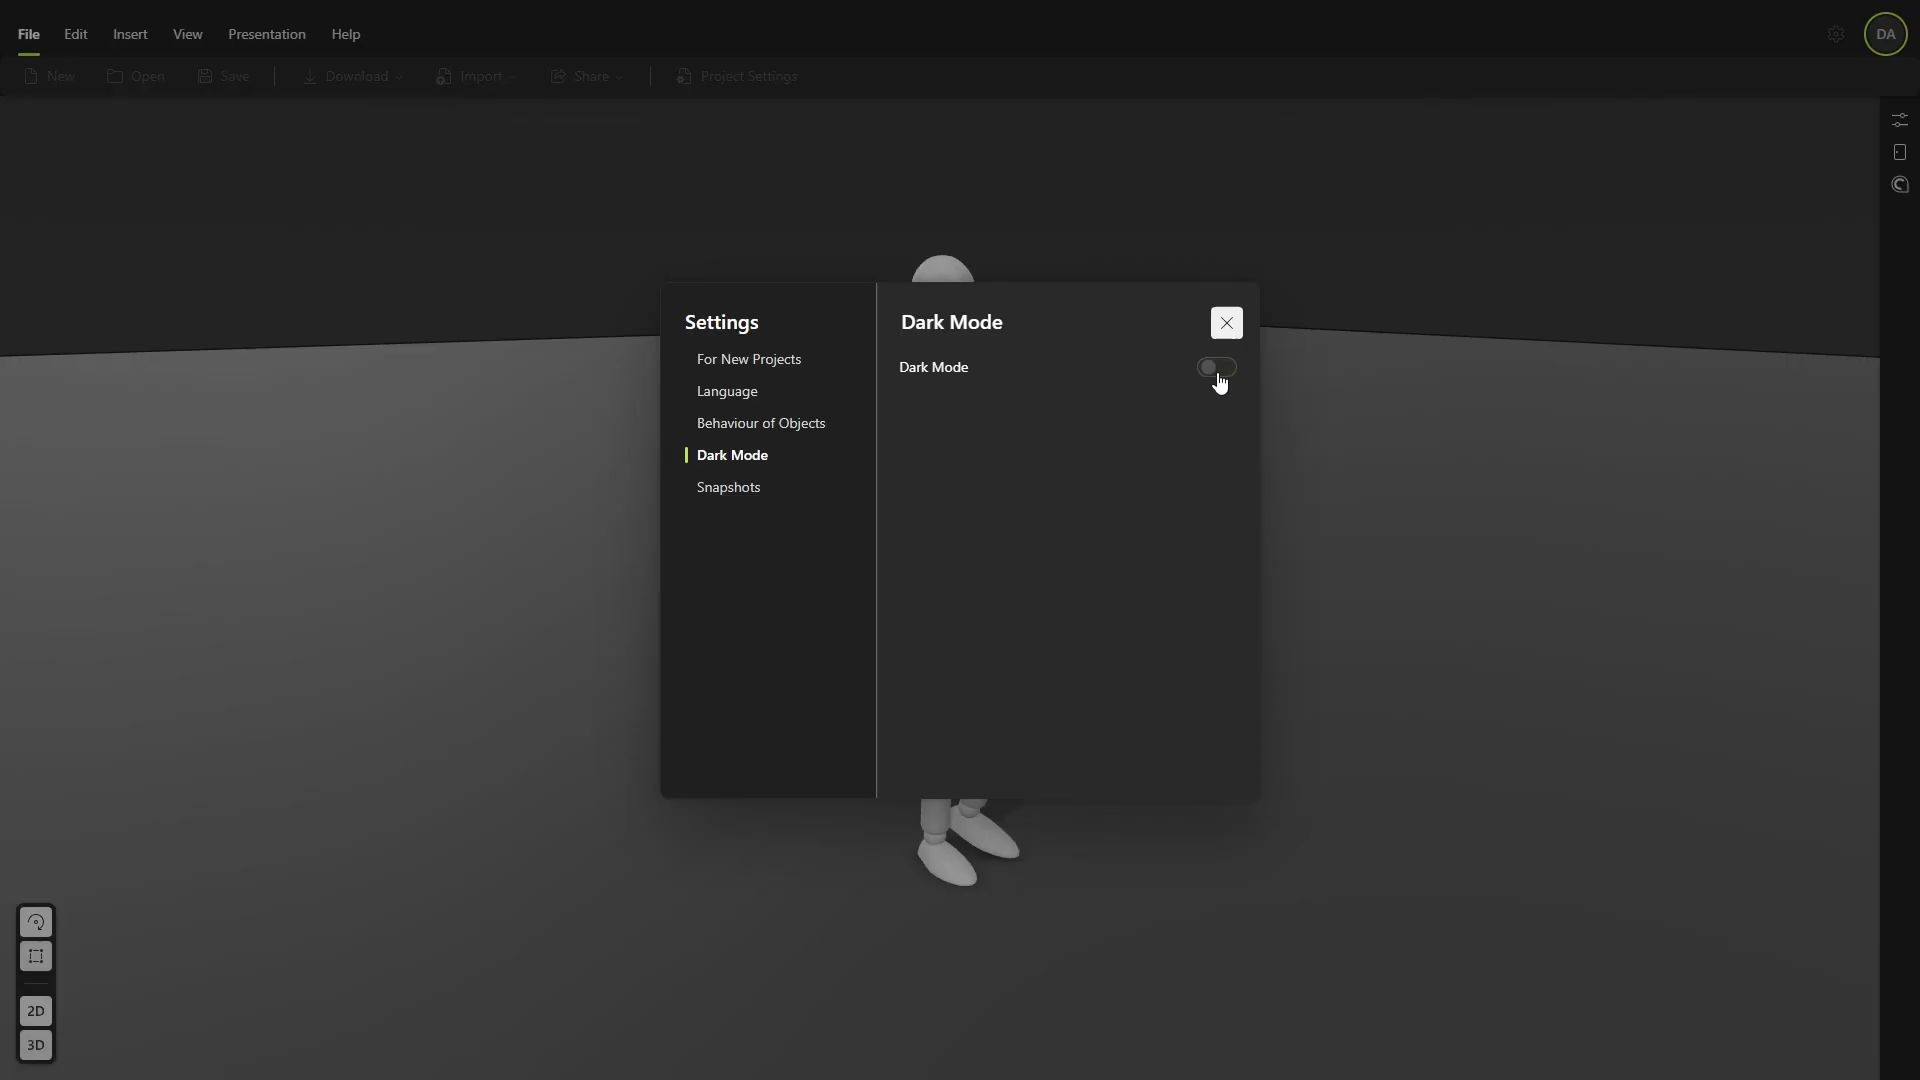 File Edit Insert View Presentation Help
DA
New Open Save Download Import Share Project Settings
Settings
For New Projects
Language
Behaviour of Objects
Dark Mode
Snapshots
Dark Mode
Dark Mode
2D
3D